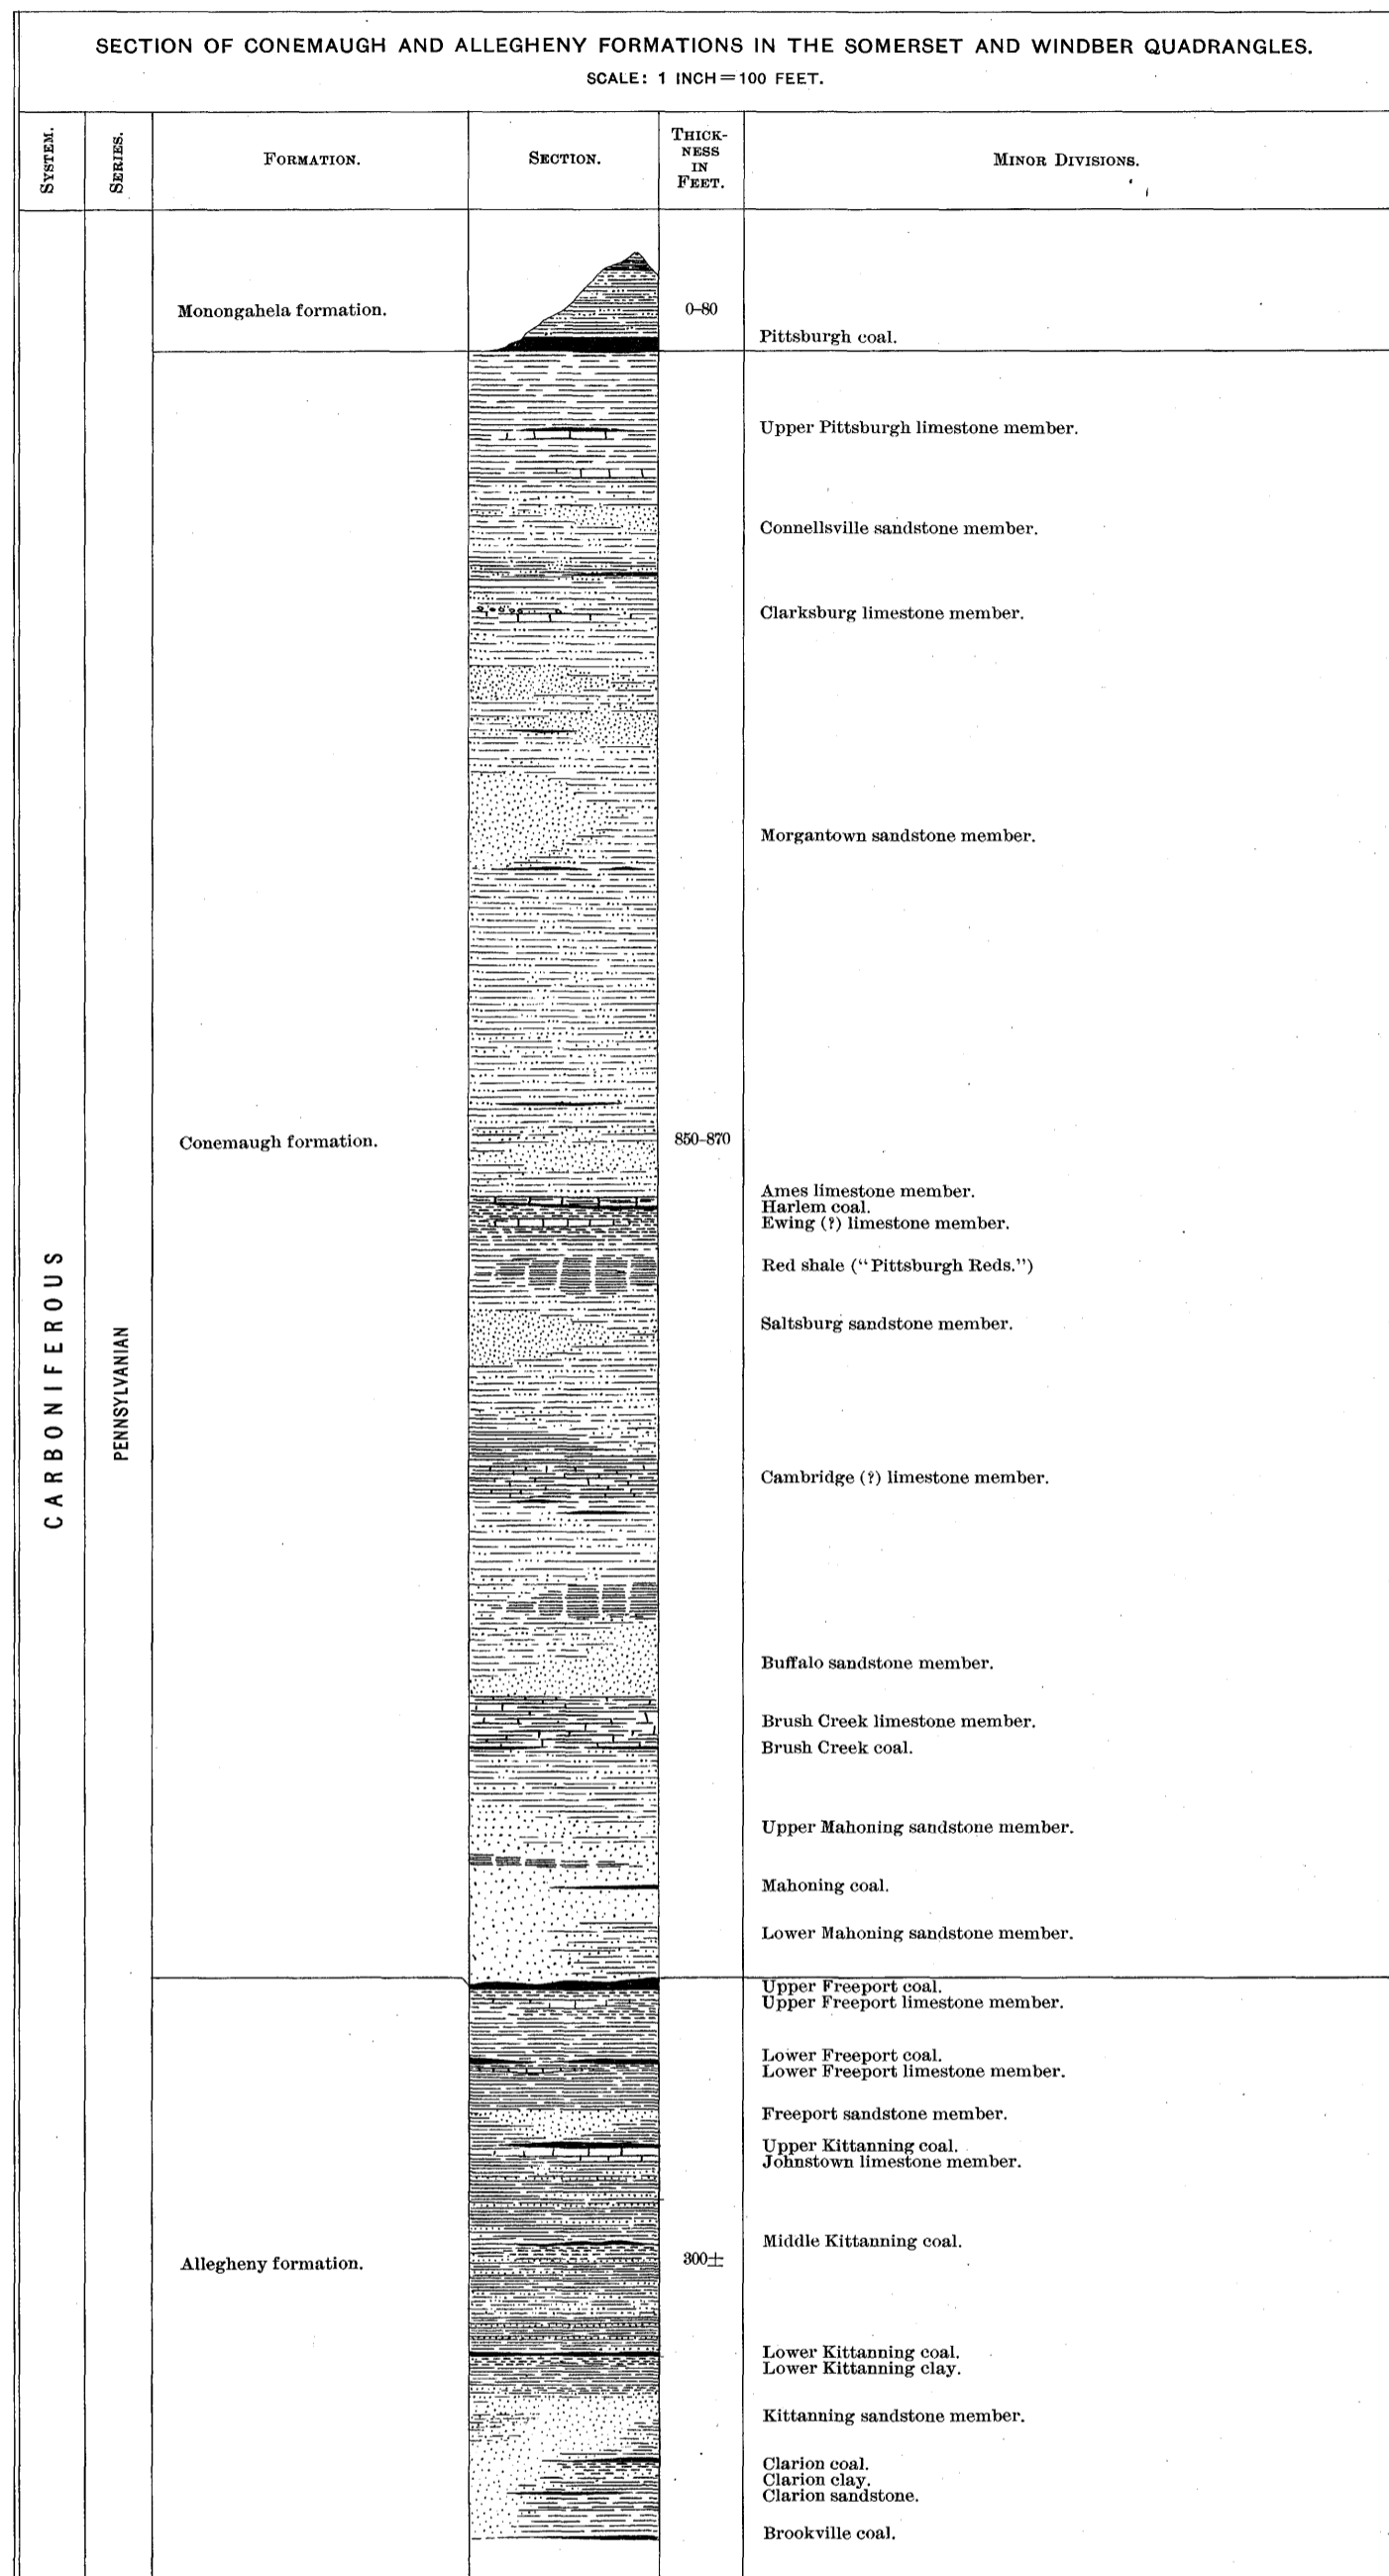 SECTION OF CONEMAUGH AND ALLEGHENY FORMATIONS IN THE SOMERSET AND WINDBER QUADRANGLES.
SCALE: 1 INCH=100 FEET.
SYSTEM.
SERIES.
FORMATION.
SECTION.
THICK-
NESS
IN
FEET.
MINOR DIVISIONS.
CARBONIFEROUS
PENNSYLVANIAN
Monongahela formation.
0-80
Pittsburgh coal.
Upper Pittsburgh limestone member.
Connellsville sandstone member.
Clarksburg limestone member.
Morgantown sandstone member.
Conemaugh formation.
850-870
Ames limestone member.
Harlem coal.
Ewing (?) limestone member.
Red shale ("Pittsburgh Reds.")
Saltsburg sandstone member.
Cambridge (?) limestone member.
Buffalo sandstone member.
Brush Creek limestone member.
Brush Creek coal.
Upper Mahoning sandstone member.
Mahoning coal.
Lower Mahoning sandstone member.
Upper Freeport coal.
Upper Freeport limestone member.
Lower Freeport coal.
Lower Freeport limestone member.
Freeport sandstone member.
Upper Kittanning coal.
Johnstown limestone member.
Middle Kittanning coal.
Allegheny formation.
300±
Lower Kittanning coal.
Lower Kittanning clay.
Kittanning sandstone member.
Clarion coal.
Clarion clay.
Clarion sandstone.
Brookville coal.